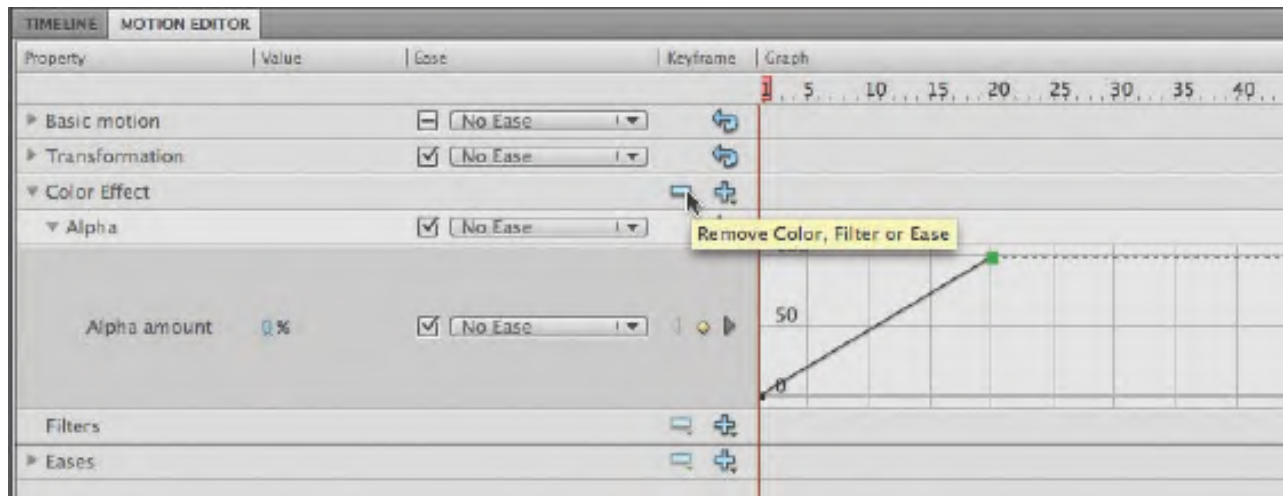 TIMELINE MOTION EDITOR
Property Value Ease Keyframe Graph
1 5 10 15 20 25 30 35 40
Basic motion No Ease
Transformation No Ease
Color Effect
Alpha No Ease
Remove Color, Filter or Ease
Alpha amount 0 % No Ease
50
0
Filters
Eases